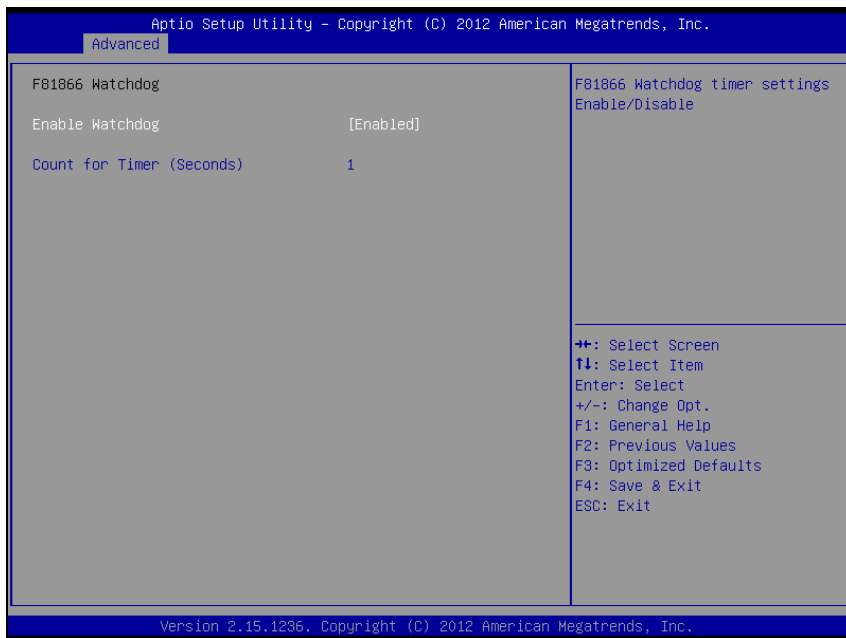 Aptio Setup Utility – Copyright (C) 2012 American Megatrends, Inc.
Advanced
F81866 Watchdog
Enable Watchdog [Enabled]
Count for Timer (Seconds) 1
F81866 Watchdog timer settings
Enable/Disable
→←: Select Screen
↑↓: Select Item
Enter: Select
+/-: Change Opt.
F1: General Help
F2: Previous Values
F3: Optimized Defaults
F4: Save & Exit
ESC: Exit
Version 2.15.1236. Copyright (C) 2012 American Megatrends, Inc.